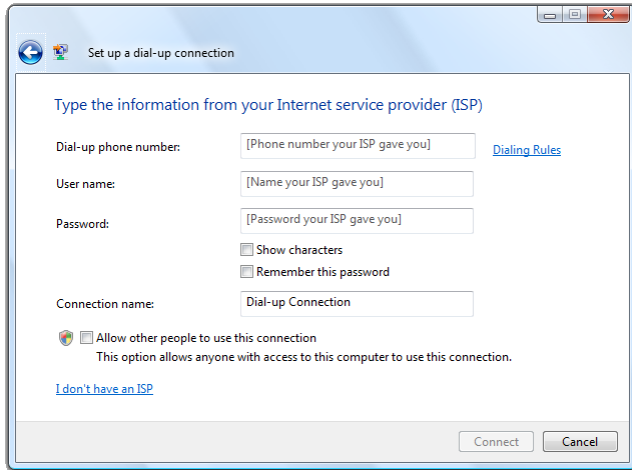 Set up a dial-up connection
Type the information from your Internet service provider (ISP)
Dial-up phone number: [Phone number your ISP gave you] Dialing Rules
User name: [Name your ISP gave you]
Password: [Password your ISP gave you]
Show characters
Remember this password
Connection name: Dial-up Connection
Allow other people to use this connection
This option allows anyone with access to this computer to use this connection.
I don't have an ISP
Connect Cancel